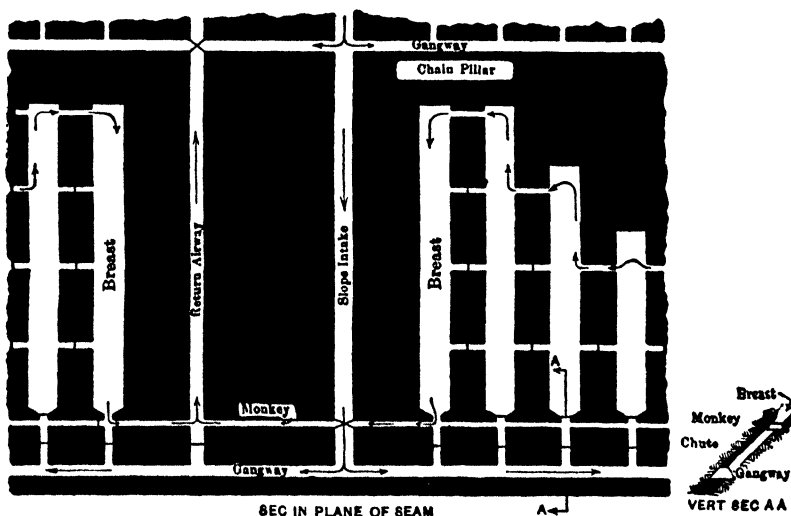 Gangway
Chain Pillar
Return Airway
Slope Intake
Breast
Breast
A
Monkey
Gangway
A
SEC IN PLANE OF SEAM
Breast
Monkey
Chute
Gangway
VERT SEC A A